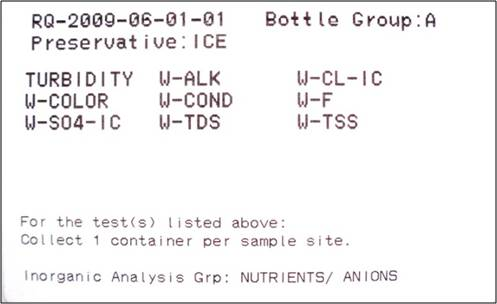 RQ-2009-06-01-01 Bottle Group:A
Preservative:ICE
TURBIDITY W-ALK W-CL-IC
W-COLOR W-COND W-F
W-SO4-IC W-TDS W-TSS
For the test(s) listed above:
Collect 1 container per sample site.
Inorganic Analysis Grp: NUTRIENTS/ ANIONS